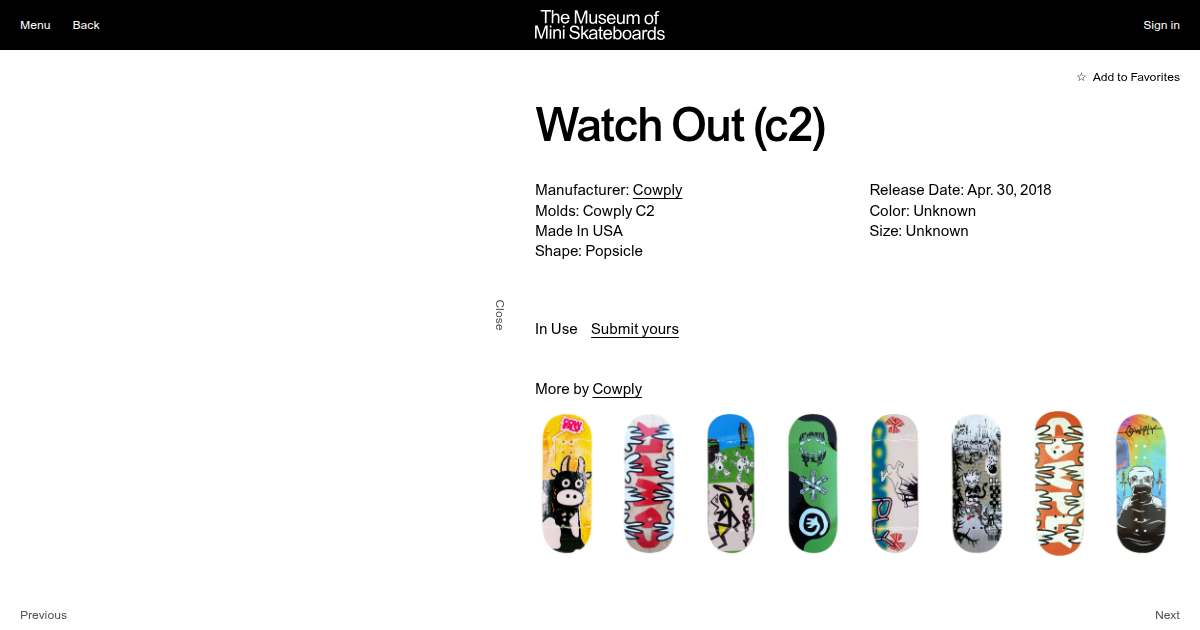 Menu
Back
The Museum of
Mini Skateboards
Sign in
☆ Add to Favorites
Watch Out (c2)
Manufacturer: Cowply
Molds: Cowply C2
Made In USA
Shape: Popsicle
Release Date: Apr. 30, 2018
Color: Unknown
Size: Unknown
Close
In Use Submit yours
More by Cowply
COWPLY
COWPLY
Previous
Next